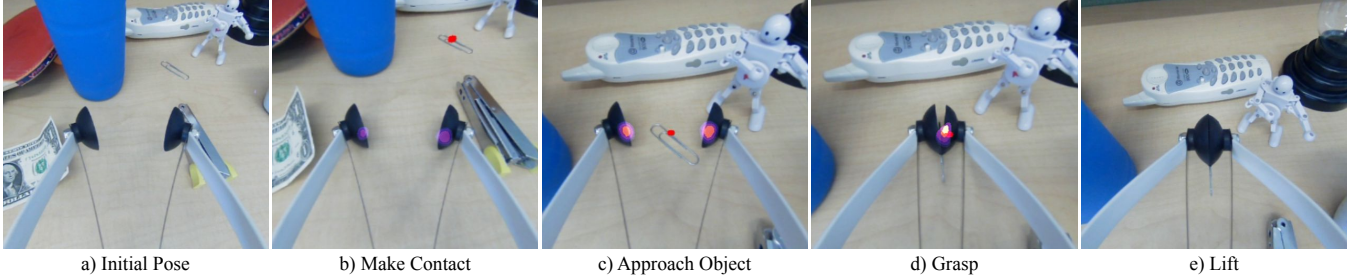 a) Initial Pose
b) Make Contact
c) Approach Object
d) Grasp
e) Lift